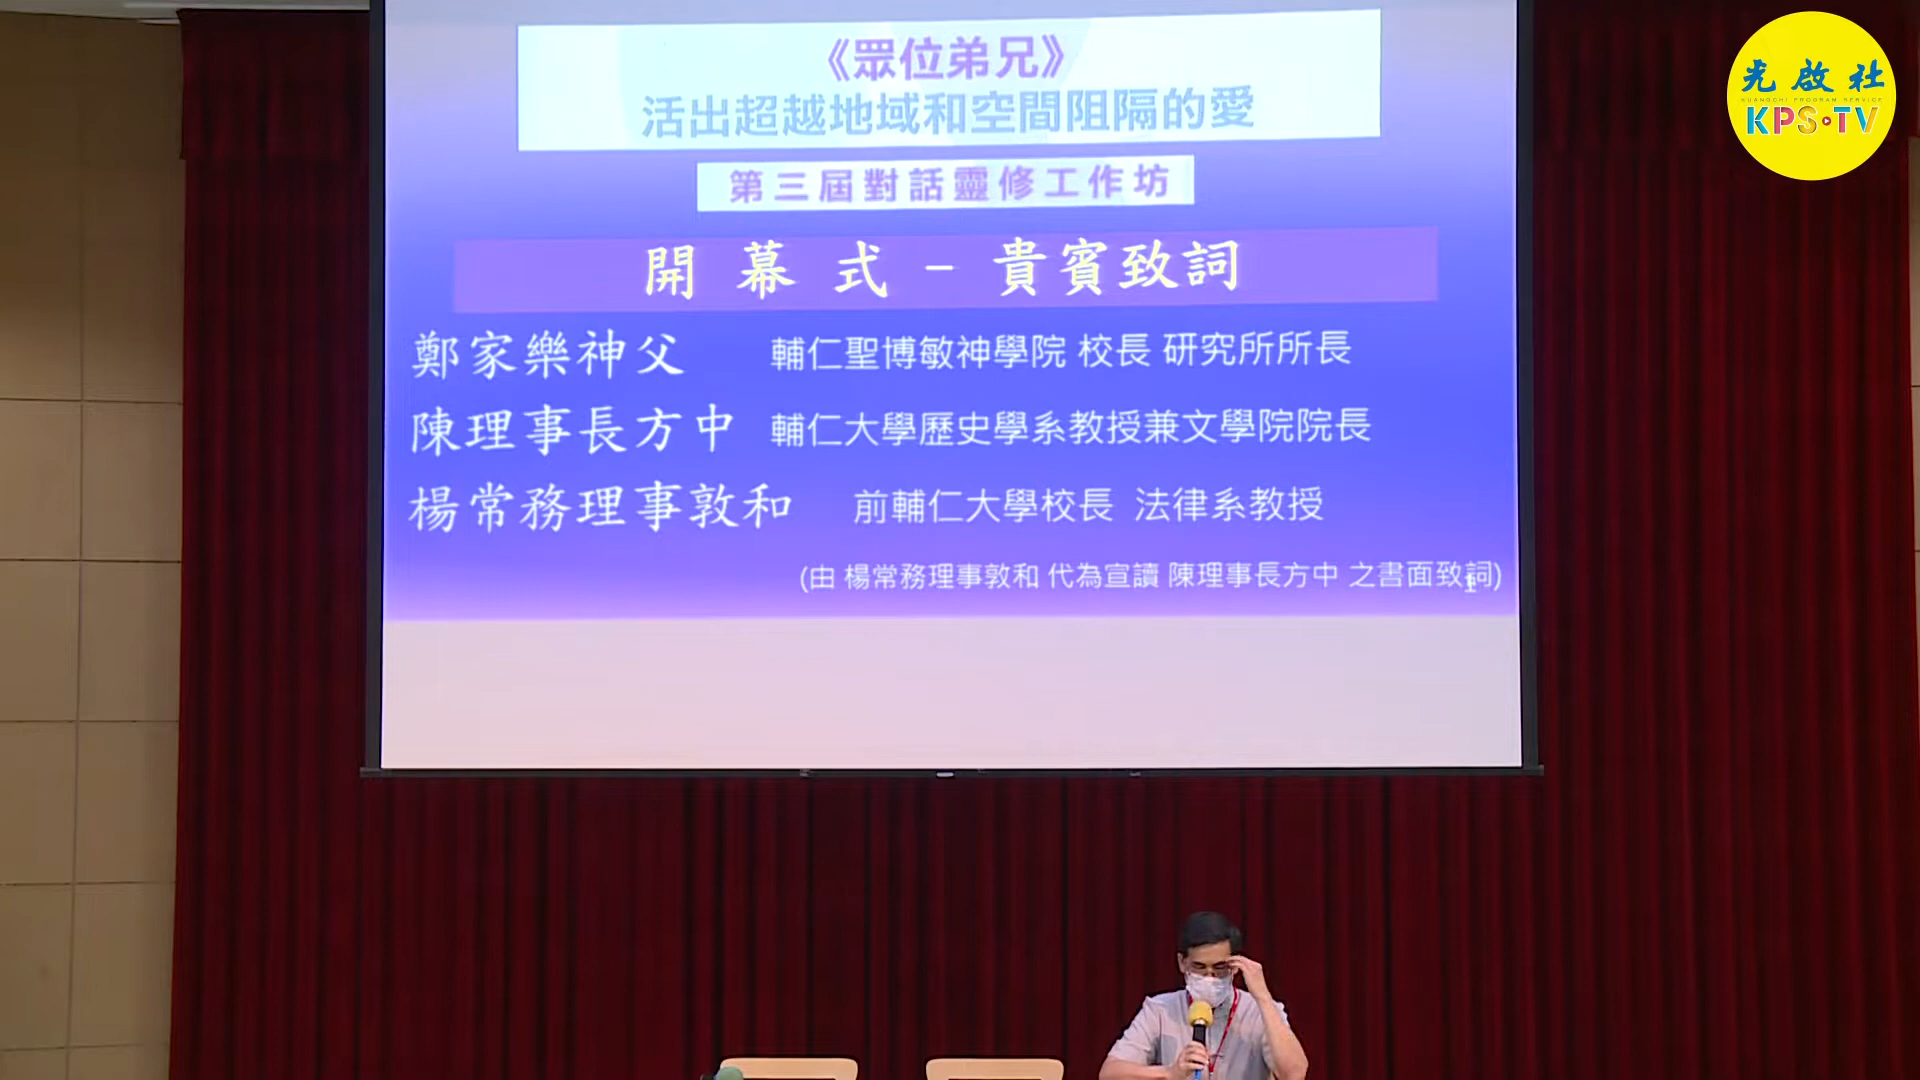 《眾位弟兄》
活出超越地域和空間阻隔的愛
第三屆對話靈修工作坊
開幕式-貴賓致詞
鄭家樂神父 輔仁聖博敏神學院 校長 研究所所長
陳理事長方中 輔仁大學歷史學系教授兼文學院院長
楊常務理事敦和 前輔仁大學校長 法律系教授
(由 楊常務理事敦和 代為宣讀 陳理事長方中 之書面致詞)
光啟社
KUANGCHI PROGRAM SERVICE
KPS TV